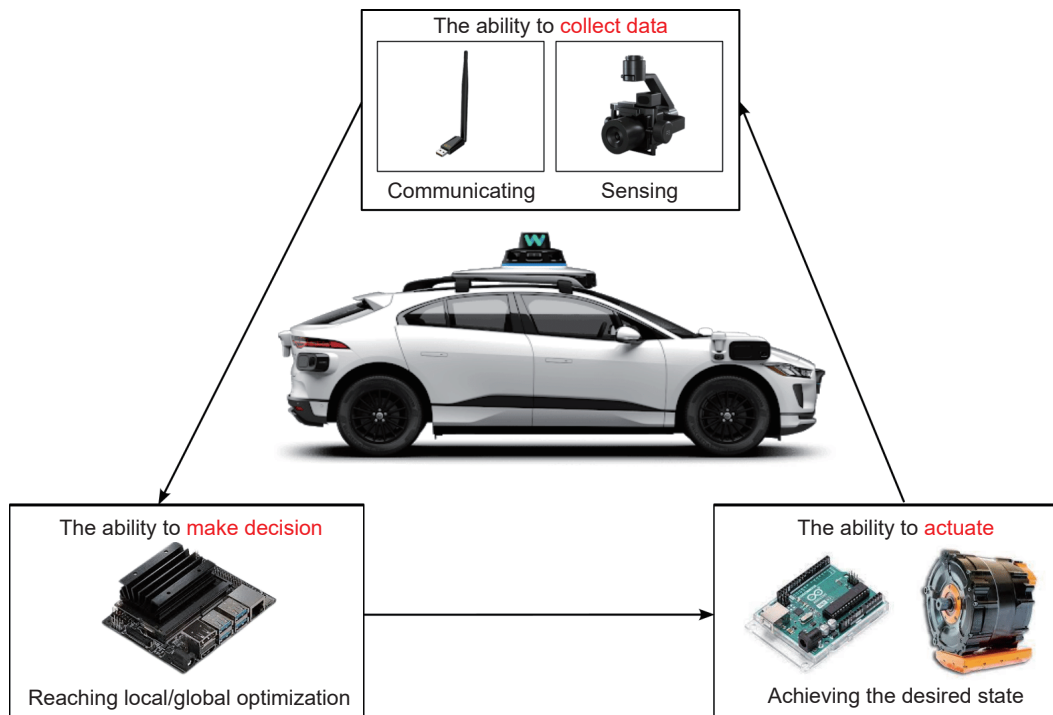 The ability to collect data
Communicating
Sensing
W
The ability to make decision
Reaching local/global optimization
The ability to actuate
Achieving the desired state